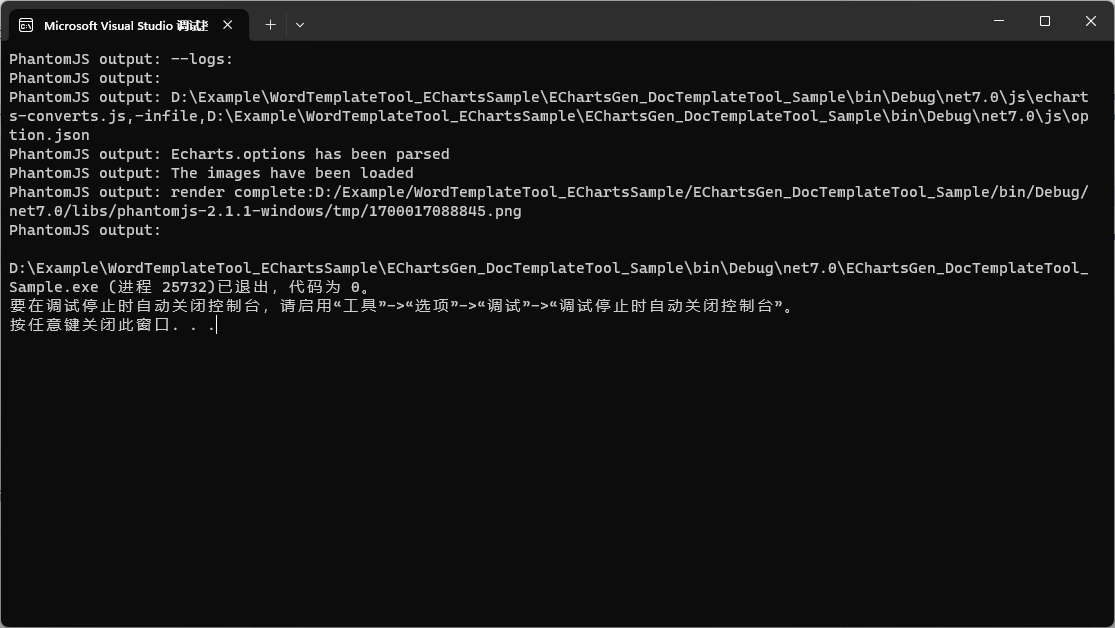 Microsoft Visual Studio 调试控
PhantomJS output: --logs:
PhantomJS output:
PhantomJS output: D:\Example\WordTemplateTool_EChartsSample\EChartsGen_DocTemplateTool_Sample\bin\Debug\net7.0\js\echart
s-converts.js,-infile,D:\Example\WordTemplateTool_EChartsSample\EChartsGen_DocTemplateTool_Sample\bin\Debug\net7.0\js\op
tion.json
PhantomJS output: Echarts.options has been parsed
PhantomJS output: The images have been loaded
PhantomJS output: render complete:D:/Example/WordTemplateTool_EChartsSample/EChartsGen_DocTemplateTool_Sample/bin/Debug/
net7.0/libs/phantomjs-2.1.1-windows/tmp/1700017088845.png
PhantomJS output:
D:\Example\WordTemplateTool_EChartsSample\EChartsGen_DocTemplateTool_Sample\bin\Debug\net7.0\EChartsGen_DocTemplateTool_
Sample.exe (进程 25732)已退出，代码为 0。
要在调试停止时自动关闭控制台，请启用“工具”->“选项”->“调试”->“调试停止时自动关闭控制台”。
按任意键关闭此窗口. . .